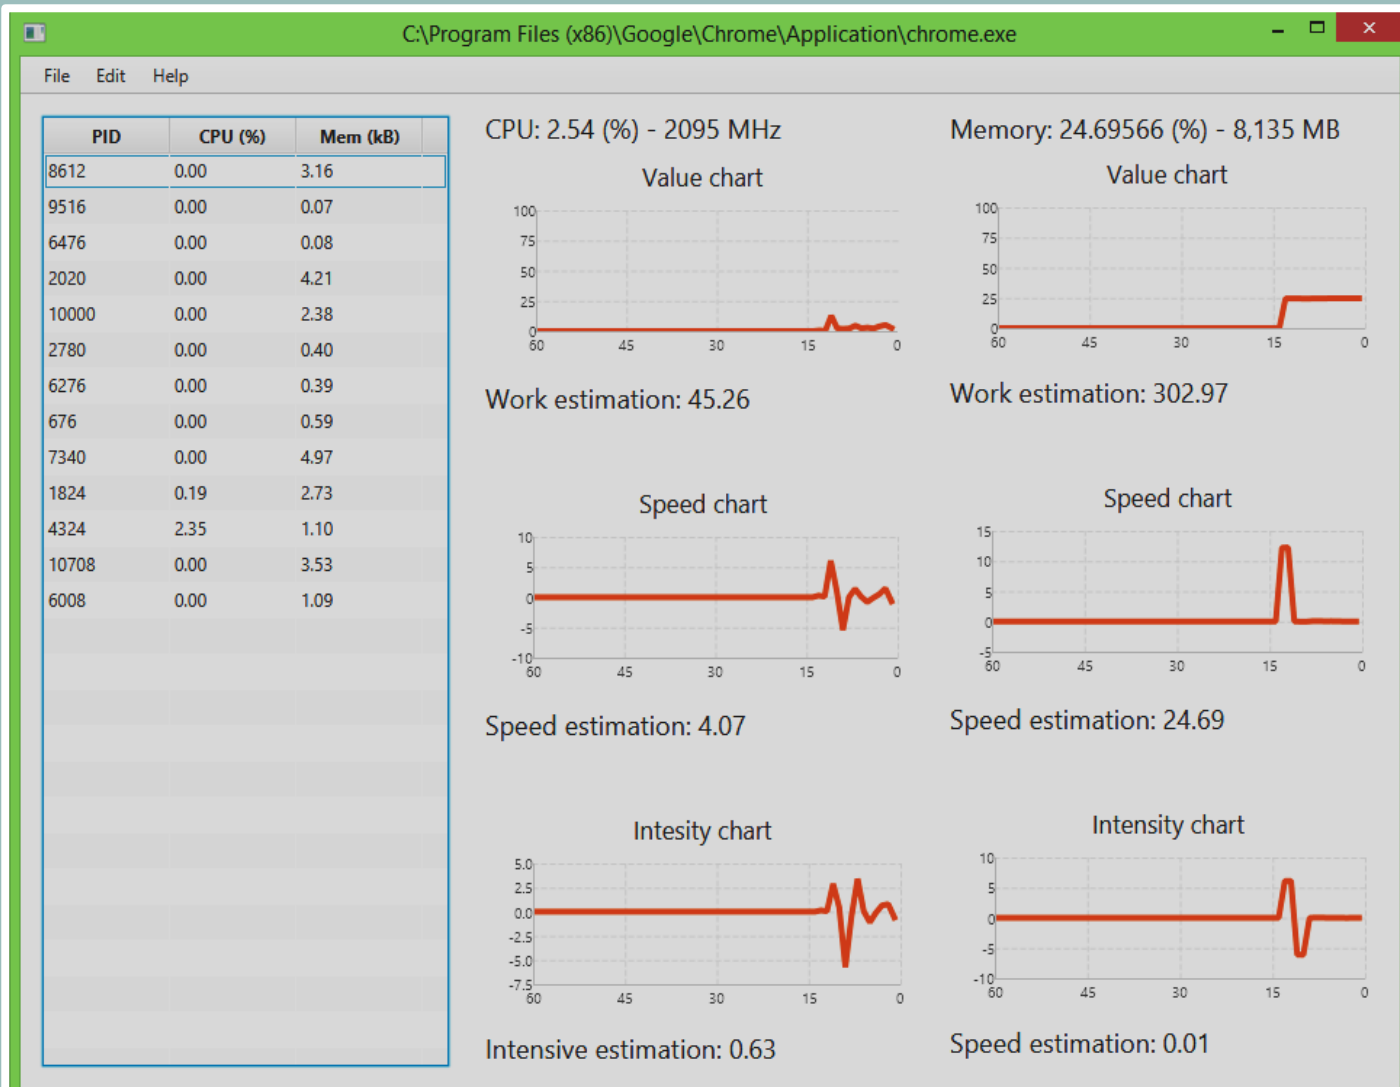 C:\Program Files (x86)\Google\Chrome\Application\chrome.exe
File Edit Help
PID CPU (%) Mem (kB)
8612 0.00 3.16
9516 0.00 0.07
6476 0.00 0.08
2020 0.00 4.21
10000 0.00 2.38
2780 0.00 0.40
6276 0.00 0.39
676 0.00 0.59
7340 0.00 4.97
1824 0.19 2.73
4324 2.35 1.10
10708 0.00 3.53
6008 0.00 1.09
CPU: 2.54 (%) - 2095 MHz
Value chart
100
75
50
25
0
60 45 30 15 0
Work estimation: 45.26
Speed chart
10
5
0
-5
-10
60 45 30 15 0
Speed estimation: 4.07
Intesity chart
5.0
2.5
0.0
-2.5
-5.0
-7.5
60 45 30 15 0
Intensive estimation: 0.63
Memory: 24.69566 (%) - 8,135 MB
Value chart
100
75
50
25
0
60 45 30 15 0
Work estimation: 302.97
Speed chart
15
10
5
0
-5
60 45 30 15 0
Speed estimation: 24.69
Intensity chart
10
5
0
-5
-10
60 45 30 15 0
Speed estimation: 0.01